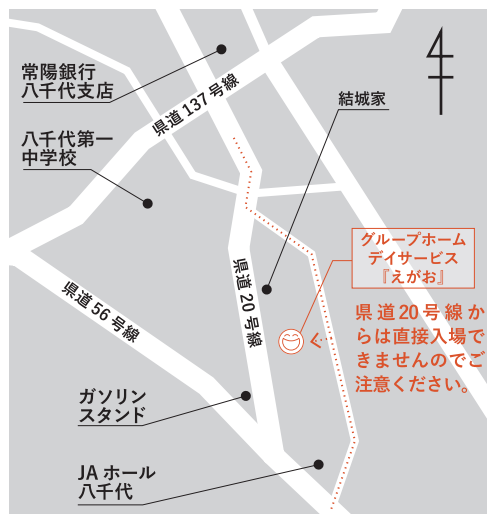 常陽銀行
八千代支店
県道137号線
結城家
八千代第一
中学校
グループホーム
デイサービス
『えがお』
県道20号線
県道56号線
県道20号線か
らは直接入場で
きませんのでご
注意ください。
ガソリン
スタンド
JAホール
八千代